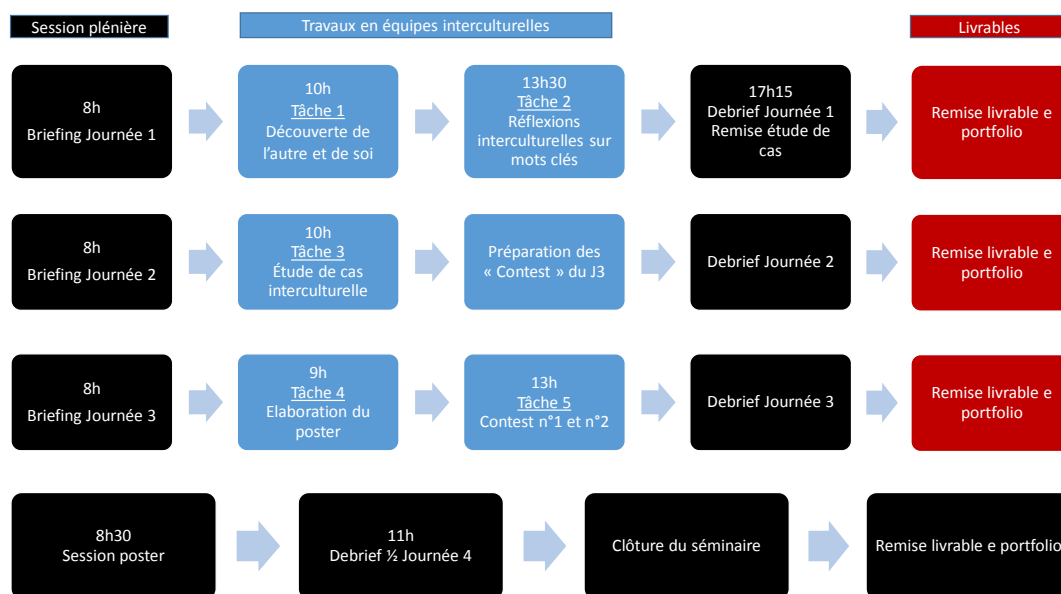 Session plénière
Travaux en équipes interculturelles
Livrables
8h
Briefing Journée 1
10h
Tâche 1
Découverte de
l'autre et de soi
13h30
Tâche 2
Réflexions
interculturelles sur
mots clés
17h15
Debrief Journée 1
Remise étude de
cas
Remise livrable e
portfolio
8h
Briefing Journée 2
10h
Tâche 3
Étude de cas
interculturelle
Préparation des
« Contest » du J3
Debrief Journée 2
Remise livrable e
portfolio
8h
Briefing Journée 3
9h
Tâche 4
Elaboration du
poster
13h
Tâche 5
Contest n°1 et n°2
Debrief Journée 3
Remise livrable e
portfolio
8h30
Session poster
11h
Debrief ½ Journée 4
Clôture du séminaire
Remise livrable e portfolio